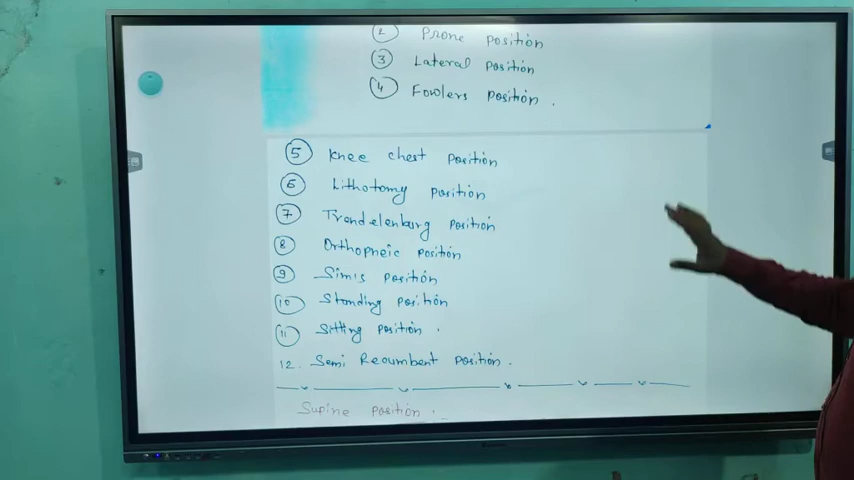 2 Prone position
3 Lateral position
4 Fowlers position.
5 Knee chest position
6 Lithotomy position
7 Trendelenburg position
8 Orthopneic position
9 Sims position
10 Standing position
11 Sitting position.
12. Semi Recumbent position.
Supine position.